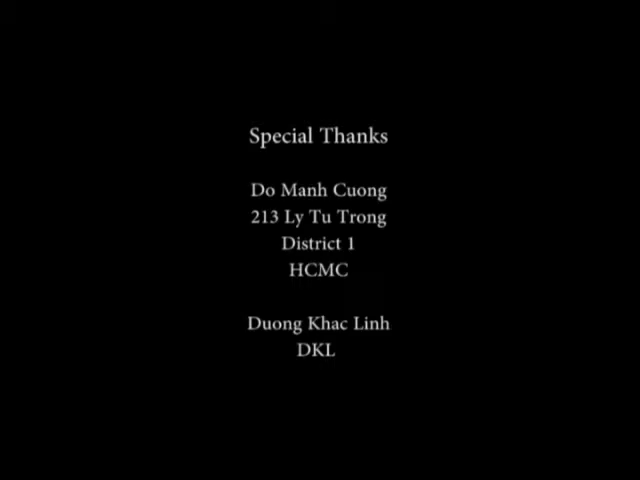 Special Thanks
Do Manh Cuong
213 Ly Tu Trong
District 1
HCMC
Duong Khac Linh
DKL